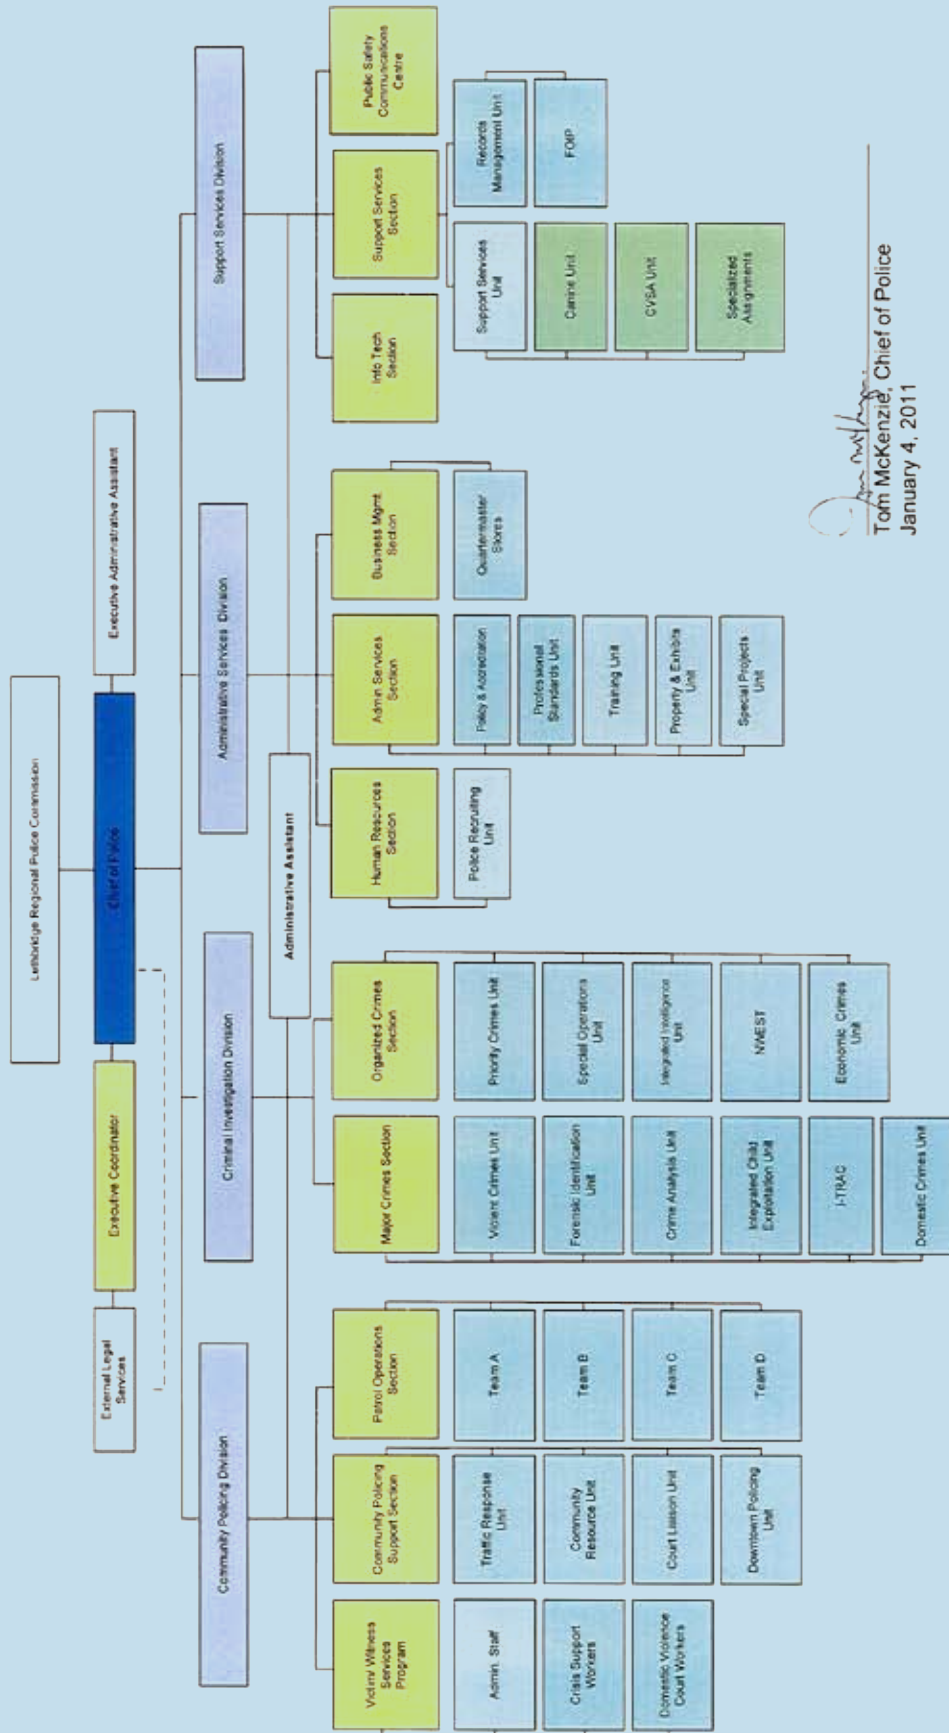 Lethbridge Regional Police Commission
External Legal
Services
Executive Coordinator
Chief of Police
Executive Administrative Assistant
Community Policing Division
Criminal Investigation Division
Administrative Services Division
Support Services Division
Administrative Assistant
Victim/ Witness
Services
Program
Community Policing
Support Section
Patrol Operations
Section
Major Crimes Section
Organized Crimes
Section
Human Resources
Section
Admin Services
Section
Business Mgmt.
Section
Info Tech
Section
Support Services
Section
Public Safety
Communications
Centre
Admin. Staff
Crisis Support
Workers
Domestic Violence
Court Workers
Traffic Response
Unit
Community
Resource Unit
Court Liaison Unit
Downtown Policing
Unit
Team A
Team B
Team C
Team D
Violent Crimes Unit
Forensic Identification
Unit
Crime Analysis Unit
Integrated Child
Exploitation Unit
I-TRAC
Domestic Crimes Unit
Priority Crimes Unit
Special Operations
Unit
Integrated Intelligence
Unit
NWEST
Economic Crimes
Unit
Police Recruiting
Unit
Policy & Accreditation
Professional
Standards Unit
Training Unit
Property & Exhibits
Unit
Special Projects
Unit
Quartermaster
Stores
Support Services
Unit
Canine Unit
CVSA Unit
Specialized
Assignments
Records
Management Unit
FOIP
Tom McKenzie, Chief of Police
January 4, 2011